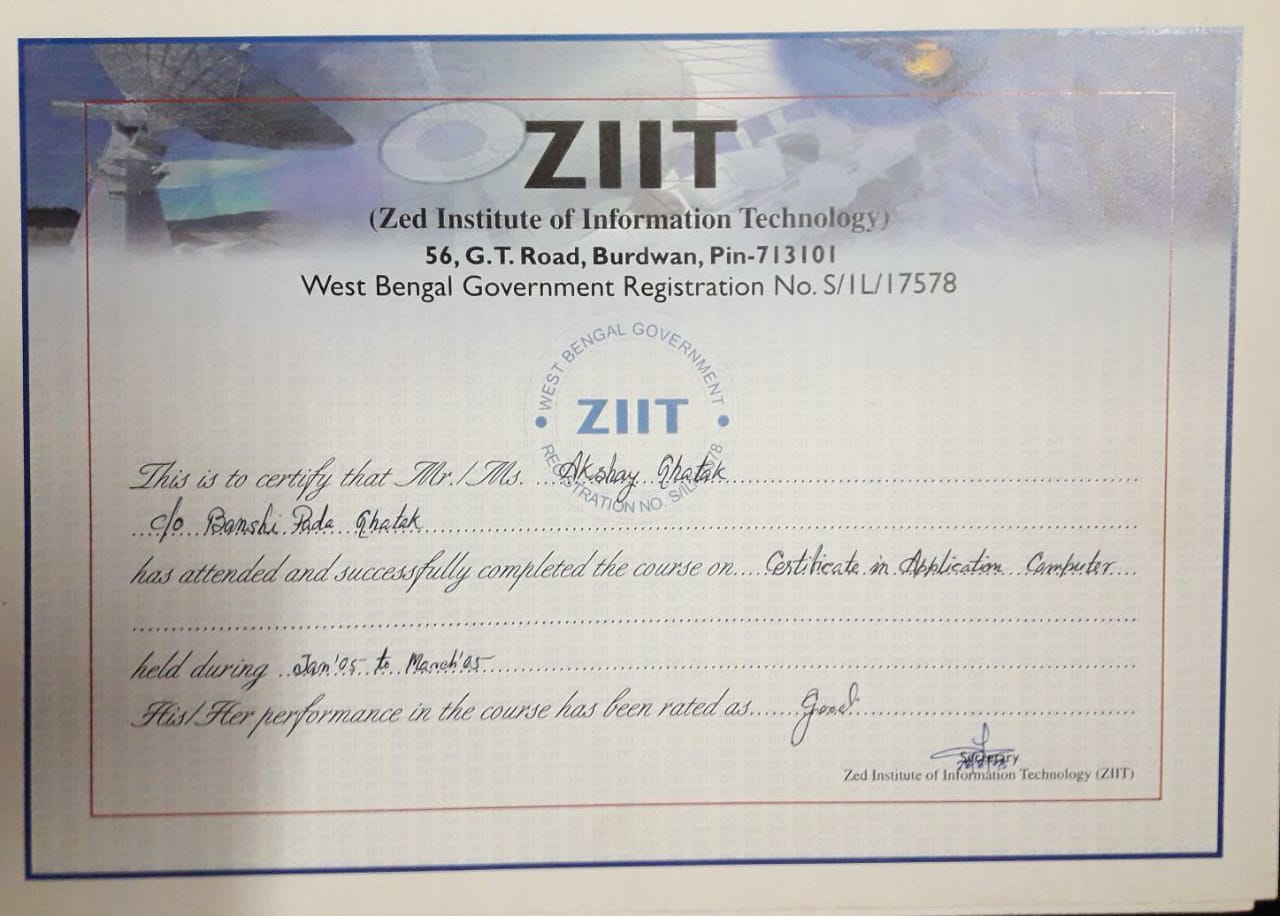 ZIIT
(Zed Institute of Information Technology)
56, G.T. Road, Burdwan, Pin-713101
West Bengal Government Registration No. S/1L/17578
WEST BENGAL GOVERNMENT
ZIIT
REGISTRATION NO. S/1L/17578
This is to certify that Mr./Ms. Akshay Ghatak
c/o Banshi Pada Ghatak
has attended and successfully completed the course on Certificate in Application Computer
held during Jan'05 to March'05
His/Her performance in the course has been rated as Good
Secretary
Zed Institute of Information Technology (ZIIT)